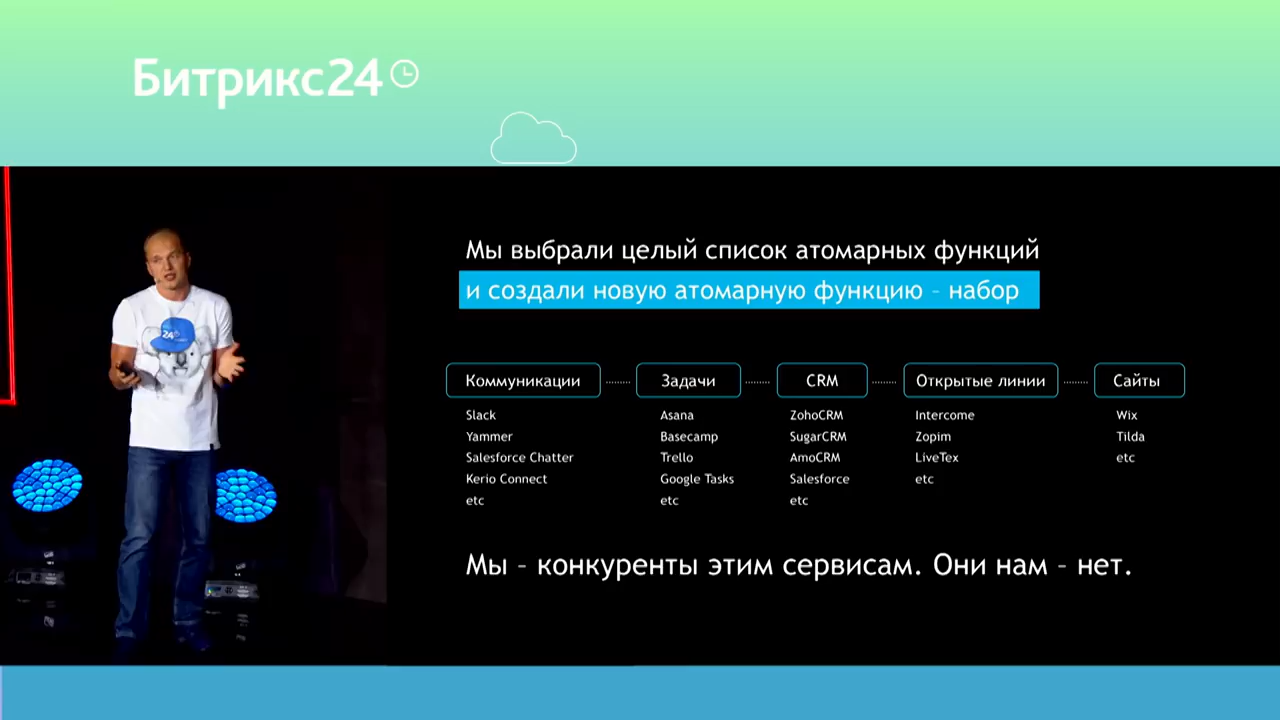 Битрикс24
Мы выбрали целый список атомарных функций
и создали новую атомарную функцию – набор
Коммуникации
Задачи
CRM
Открытые линии
Сайты
Slack
Yammer
Salesforce Chatter
Kerio Connect
etc
Asana
Basecamp
Trello
Google Tasks
etc
ZohoCRM
SugarCRM
AmoCRM
Salesforce
etc
Intercome
Zopim
LiveTex
etc
Wix
Tilda
etc
Мы – конкуренты этим сервисам. Они нам – нет.
24